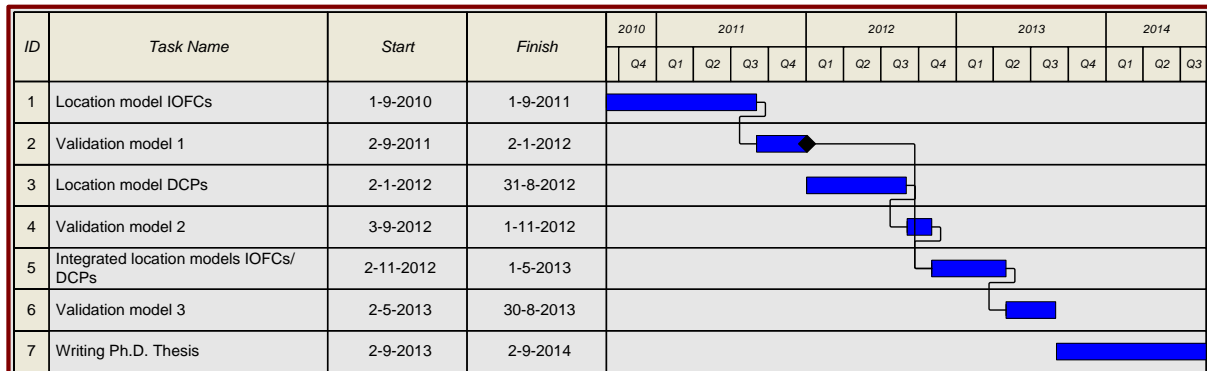 ID Task Name Start Finish 2010 2011 2012 2013 2014
Q4 Q1 Q2 Q3 Q4 Q1 Q2 Q3 Q4 Q1 Q2 Q3 Q1 Q2 Q3
1 Location model IOFCs 1-9-2010 1-9-2011
2 Validation model 1 2-9-2011 2-1-2012
3 Location model DCPs 2-1-2012 31-8-2012
4 Validation model 2 3-9-2012 1-11-2012
5 Integrated location models IOFCs/ 2-11-2012 1-5-2013
DCPs
6 Validation model 3 2-5-2013 30-8-2013
7 Writing Ph.D. Thesis 2-9-2013 2-9-2014